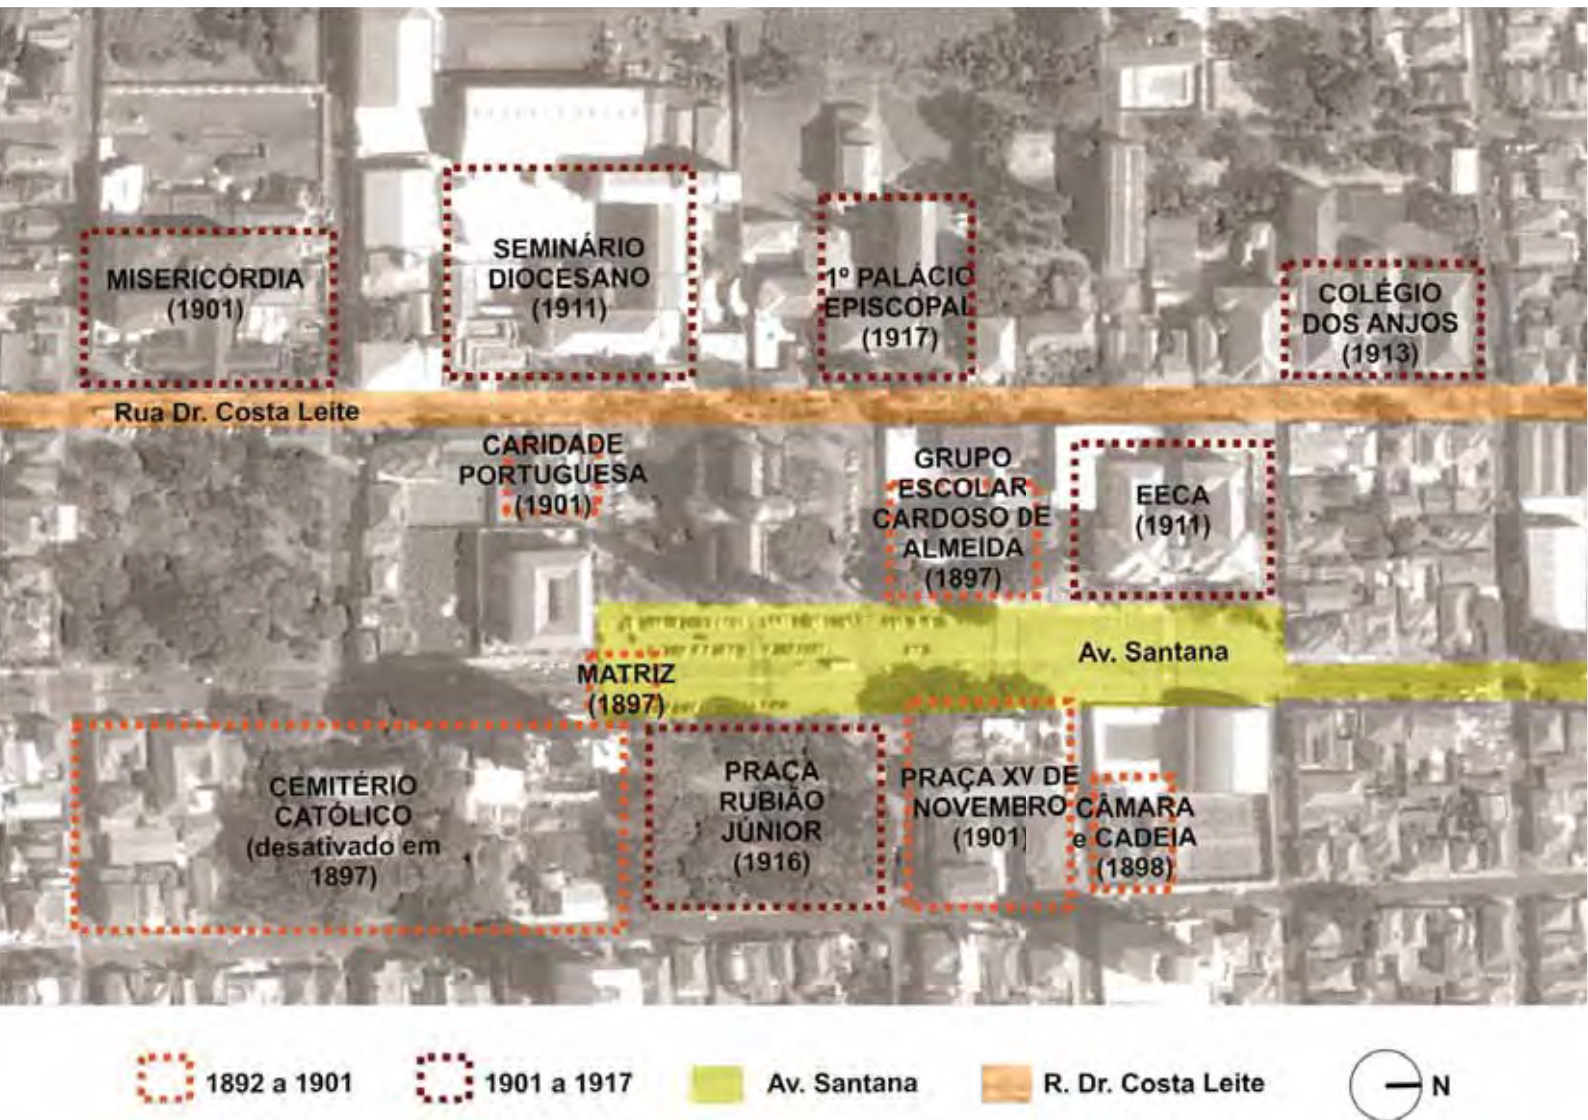 MISERICÓRDIA
(1901)
SEMINÁRIO
DIOCESANO
(1911)
1º PALÁCIO
EPISCOPAL
(1917)
COLÉGIO
DOS ANJOS
(1913)
Rua Dr. Costa Leite
CARIDADE
PORTUGUESA
(1901)
GRUPO
ESCOLAR
CARDOSO DE
ALMEIDA
(1897)
EECA
(1911)
Av. Santana
MATRIZ
(1897)
CEMITÉRIO
CATÓLICO
(desativado em
1897)
PRAÇA
RUBIÃO
JÚNIOR
(1916)
PRAÇA XV DE
NOVEMBRO
(1901)
CÂMARA
e CADEIA
(1898)
1892 a 1901
1901 a 1917
Av. Santana
R. Dr. Costa Leite
N